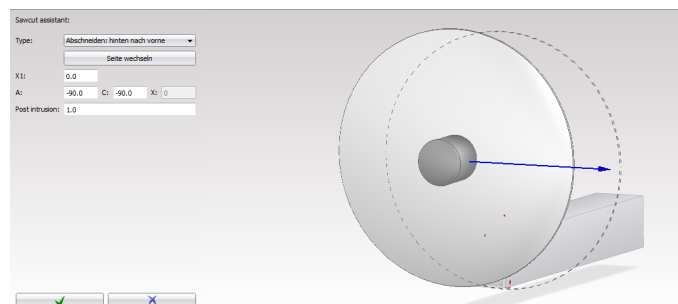 Sawcut assistant:
Type: Abschneiden: hinten nach vorne
Seite wechseln
X1: 0.0
A: -90.0 C: -90.0 X: 0
Post intrusion: 1.0